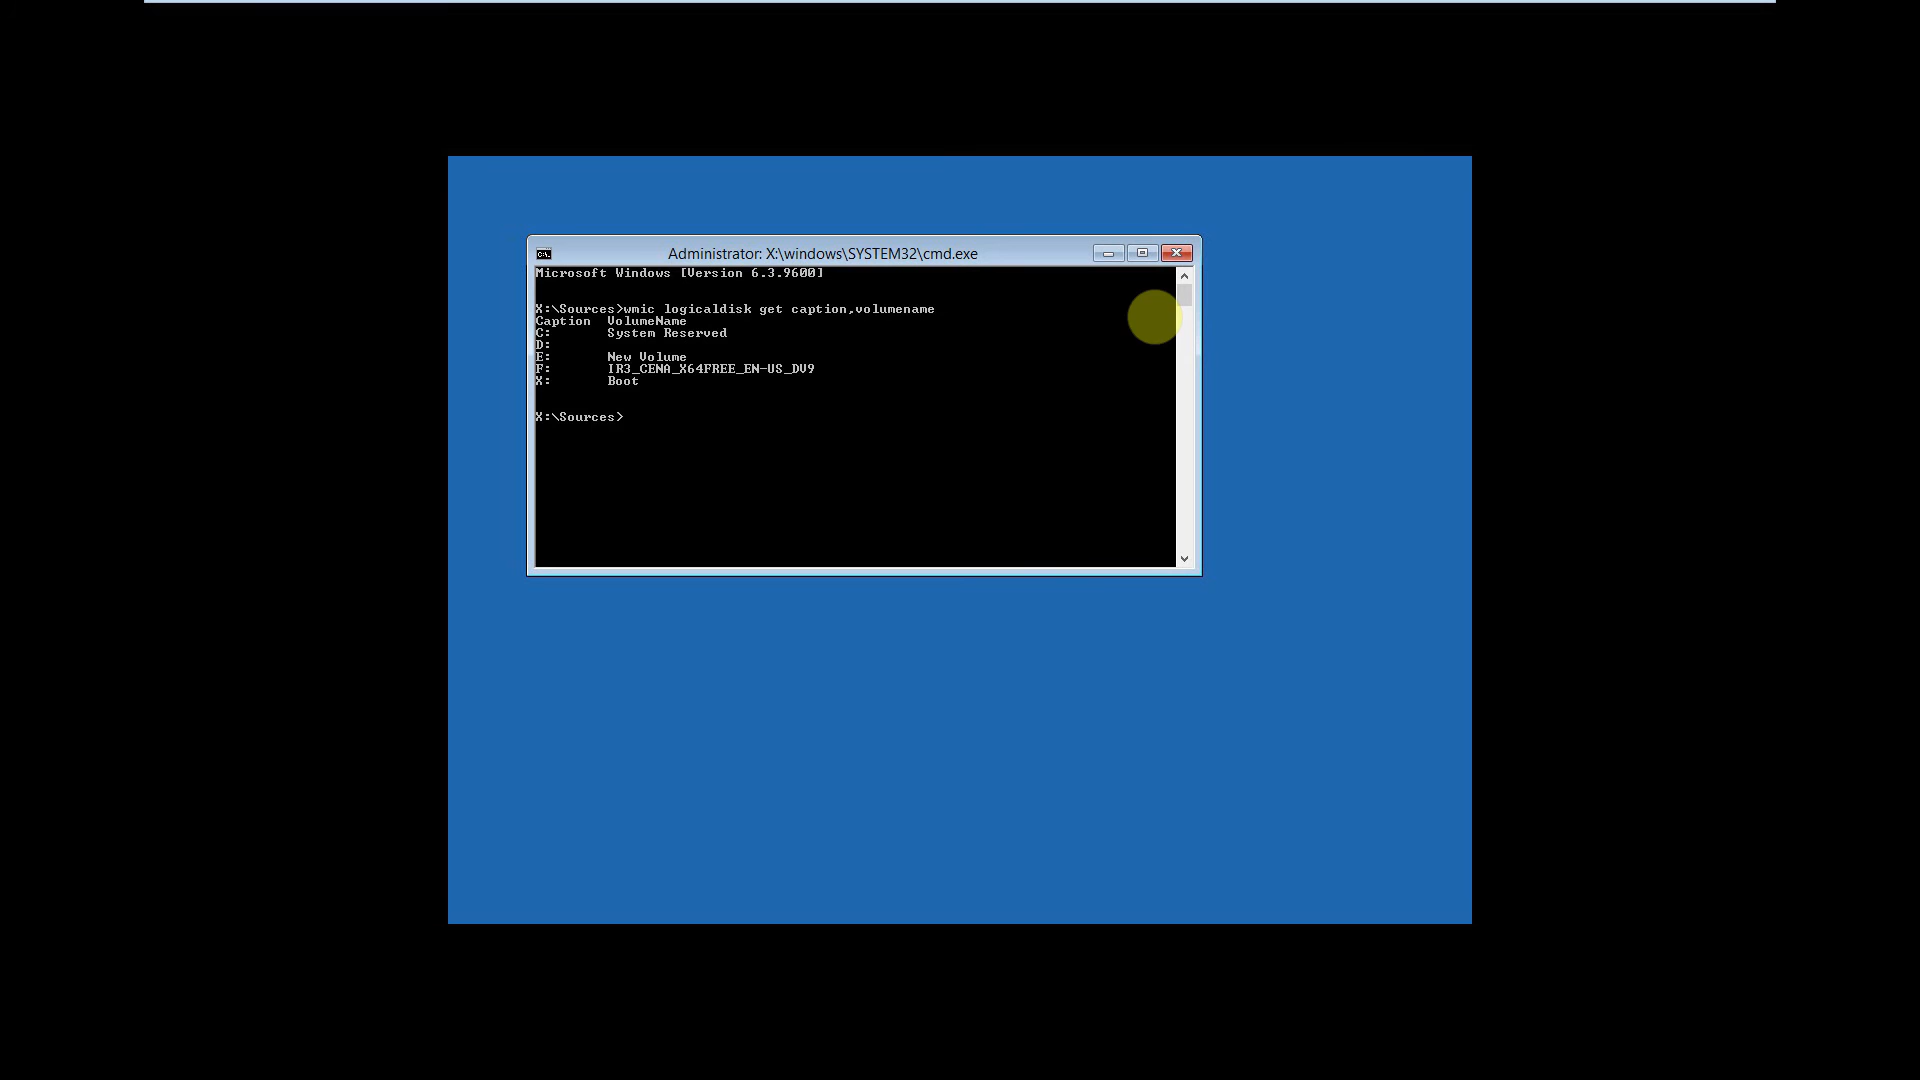 Administrator: X:\windows\SYSTEM32\cmd.exe
Microsoft Windows [Version 6.3.9600]
X:\Sources>wmic logicaldisk get caption,volumename
Caption  VolumeName
C:       System Reserved
D:
E:       New Volume
F:       IR3_CENA_X64FREE_EN-US_DV9
X:       Boot
X:\Sources>